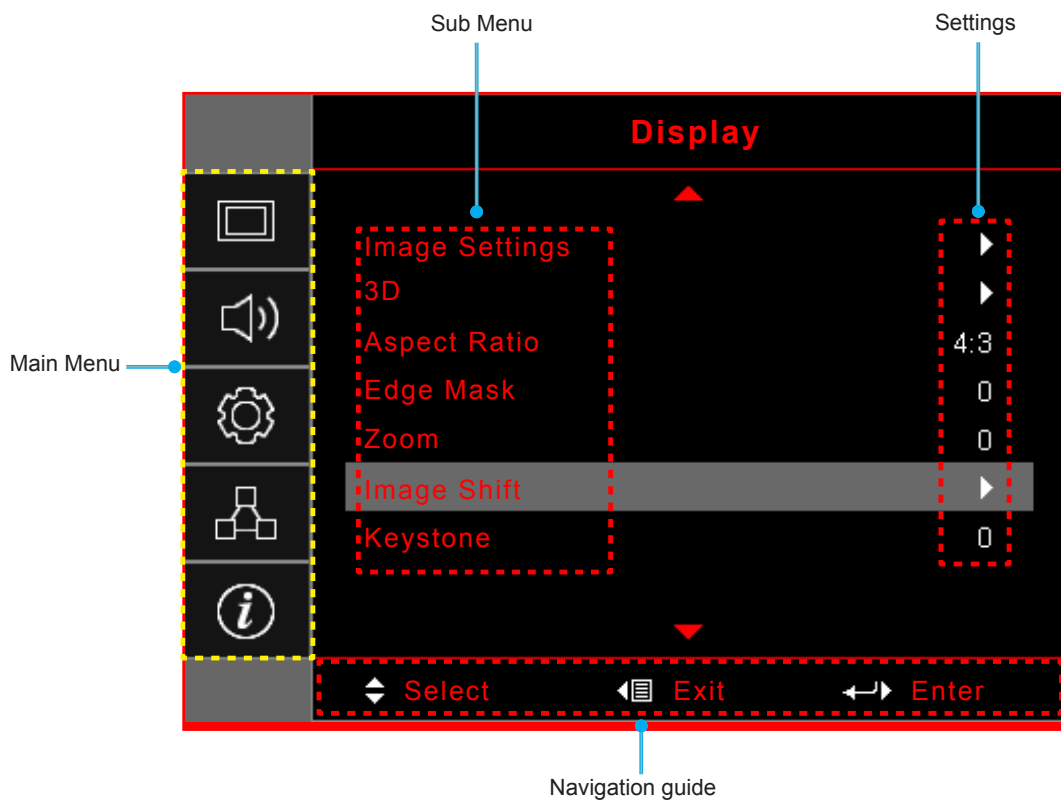 Sub Menu
Settings
Display
Image Settings
3D
Aspect Ratio 4:3
Edge Mask 0
Zoom 0
Image Shift
Keystone 0
Main Menu
i
Select Exit Enter
Navigation guide